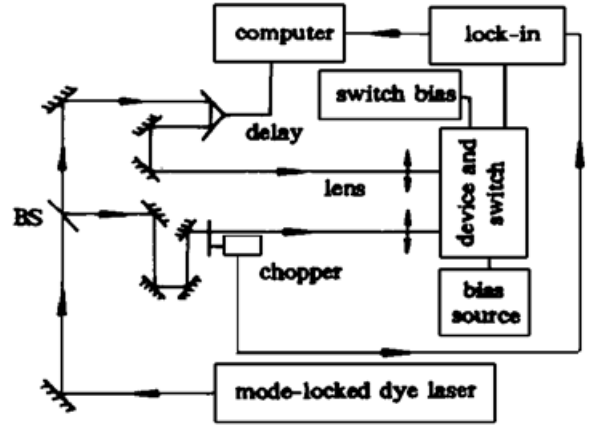 computer
lock-in
switch bias
delay
device and
switch
lens
BS
chopper
bias
source
mode-locked dye laser